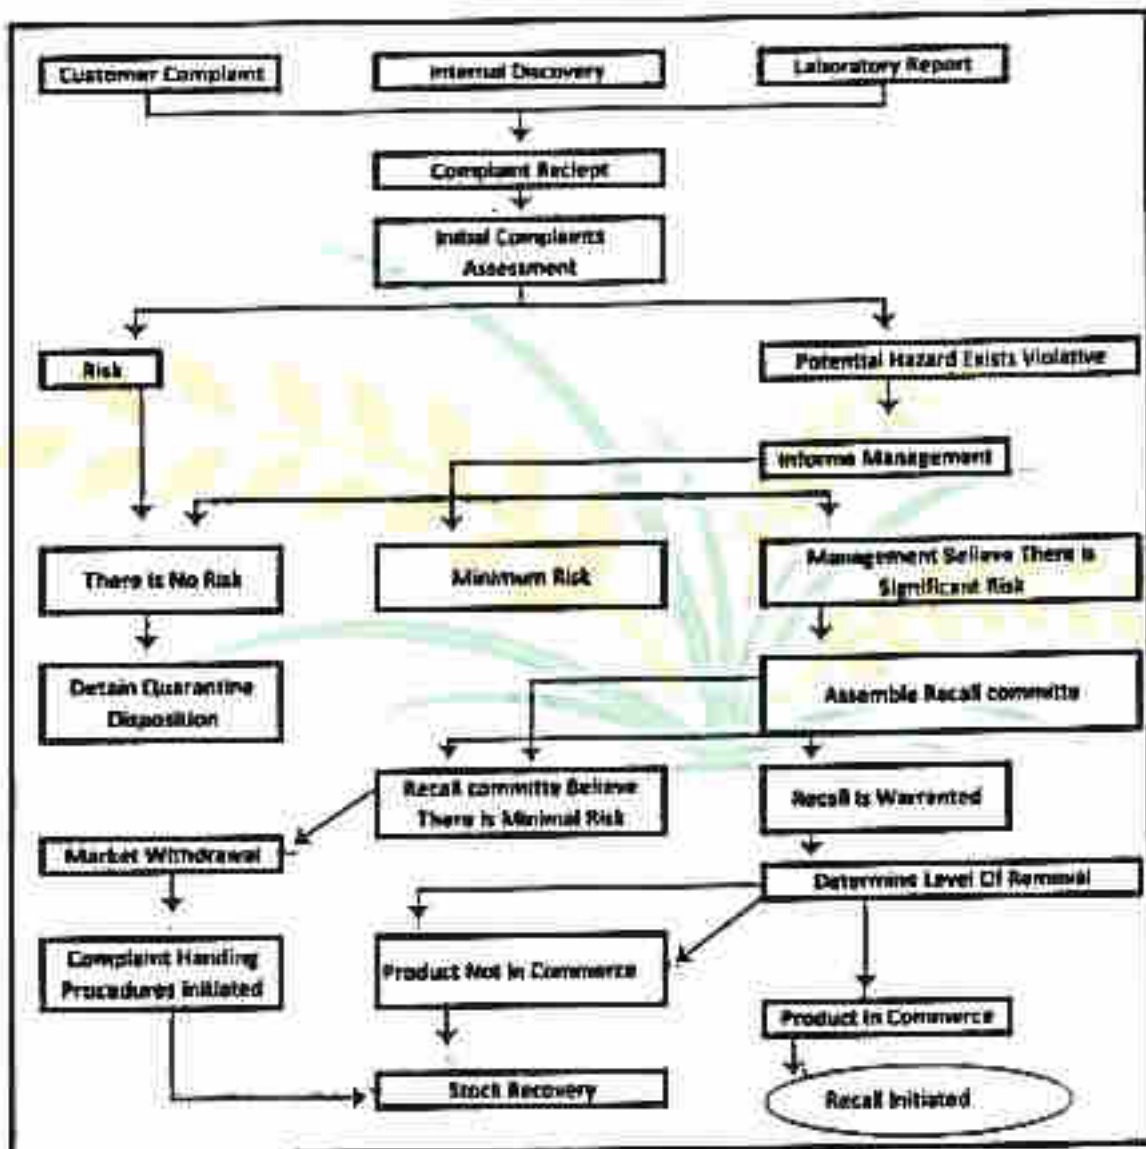 Customer Complaint
Internal Discovery
Laboratory Report
Complaint Reciept
Initial Complaints
Assessment
Risk
Potential Hazard Exists Violative
Informe Management
There is No Risk
Minimum Risk
Management Believe There is
Significant Risk
Detain Quarantine
Disposition
Assemble Recall committe
Recall committe Believe
There is Minimal Risk
Recall is Warrented
Market Withdrawal
Determine Level Of Removal
Complaint Handing
Procedures initiated
Product Not In Commerce
Product in Commerce
Stock Recovery
Recall Initiated